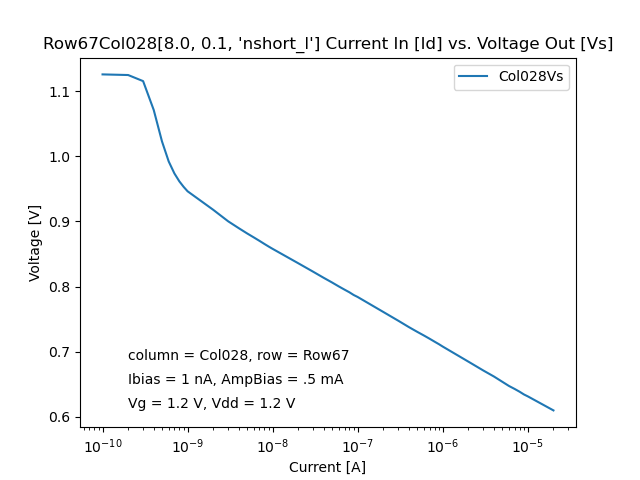 Row67Col028[8.0, 0.1, 'nshort_l'] Current In [Id] vs. Voltage Out [Vs]
Col028Vs
Voltage [V]
1.1
1.0
0.9
0.8
0.7
0.6
column = Col028, row = Row67
Ibias = 1 nA, AmpBias = .5 mA
Vg = 1.2 V, Vdd = 1.2 V
10⁻¹⁰ 10⁻⁹ 10⁻⁸ 10⁻⁷ 10⁻⁶ 10⁻⁵
Current [A]